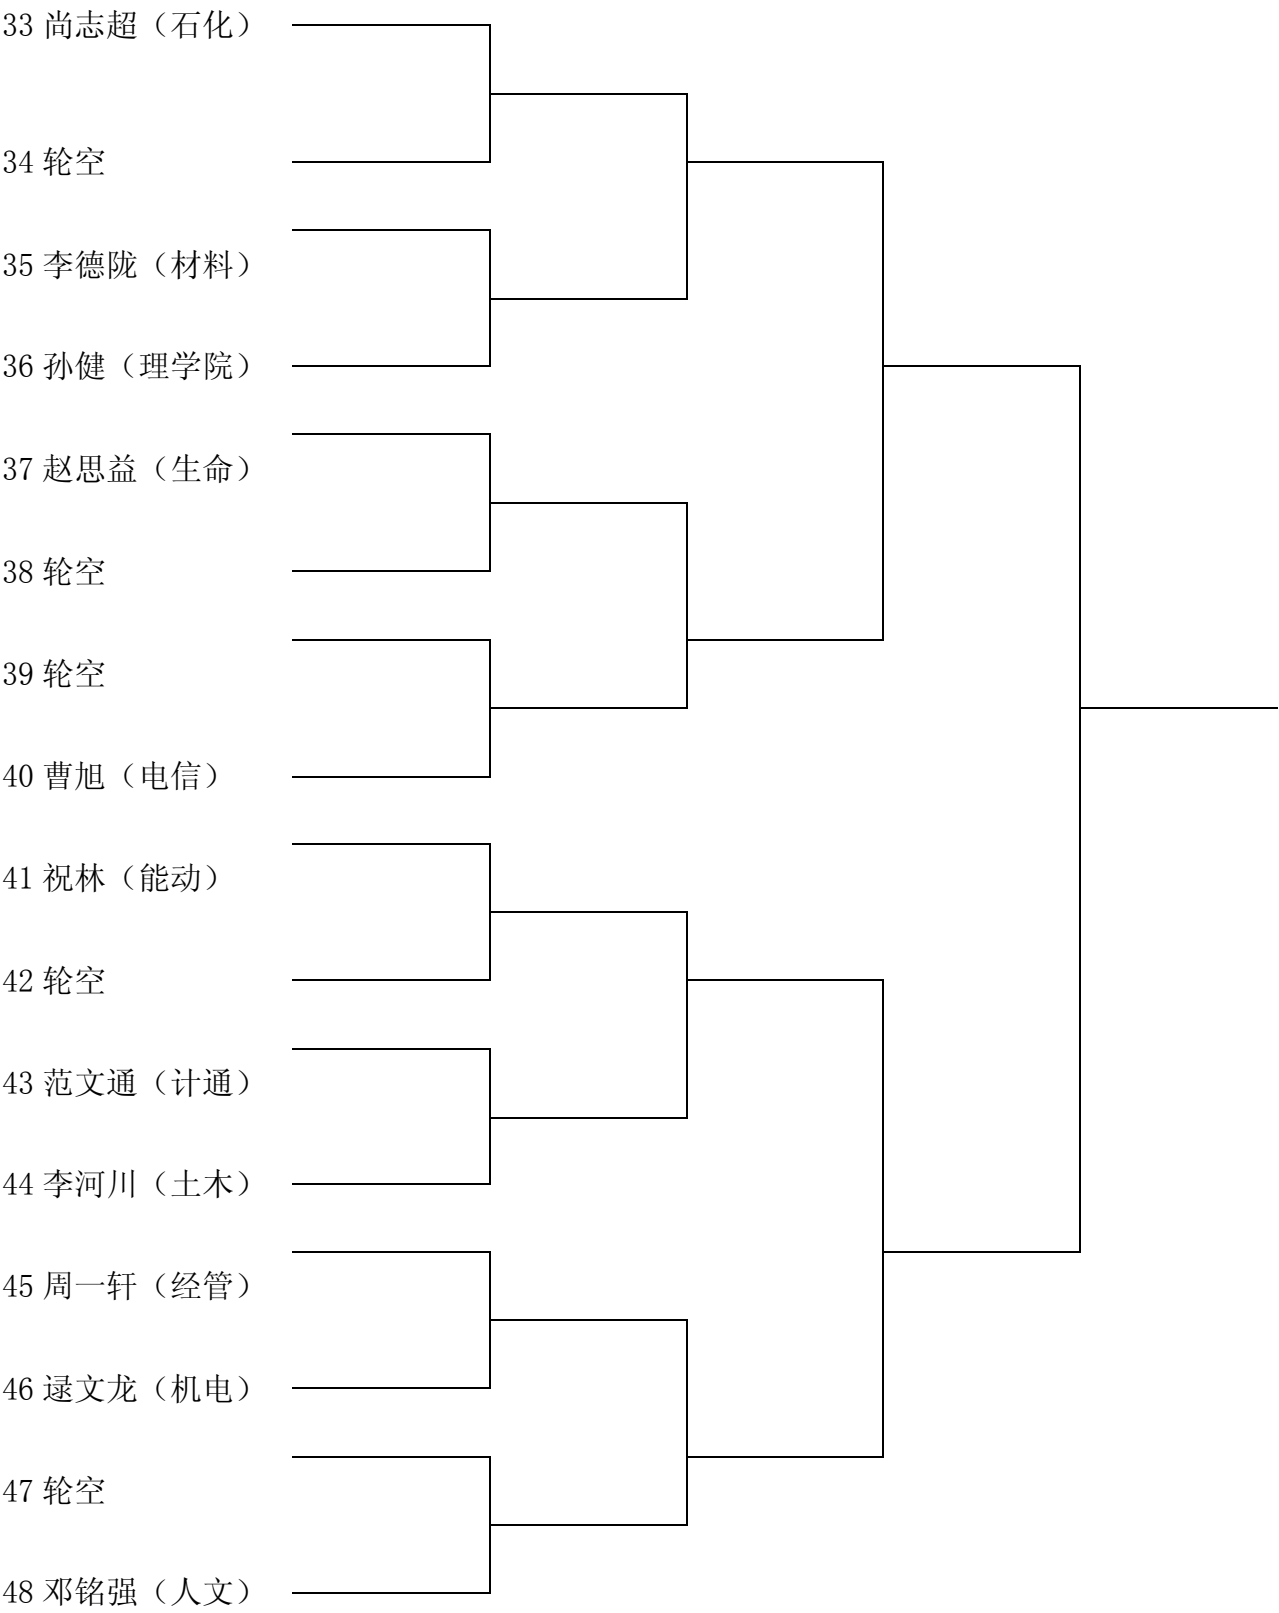 33 尚志超（石化）
34 轮空
35 李德陇（材料）
36 孙健（理学院）
37 赵思益（生命）
38 轮空
39 轮空
40 曹旭（电信）
41 祝林（能动）
42 轮空
43 范文通（计通）
44 李河川（土木）
45 周一轩（经管）
46 逯文龙（机电）
47 轮空
48 邓铭强（人文）